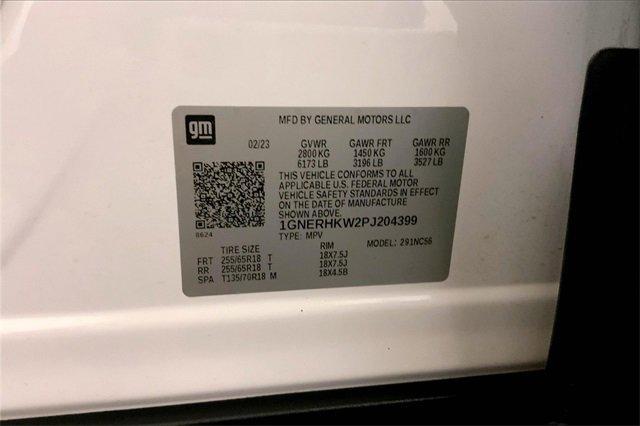 gm
MFD BY GENERAL MOTORS LLC
02/23 GVWR GAWR FRT GAWR RR
2800 KG 1450 KG 1600 KG
6173 LB 3196 LB 3527 LB
THIS VEHICLE CONFORMS TO ALL
APPLICABLE U.S. FEDERAL MOTOR
VEHICLE SAFETY STANDARDS IN EFFECT
ON THE DATE OF MANUFACTURE
SHOWN ABOVE.
1GNERHKW2PJ204399
8624 TYPE: MPV MODEL: 291NC56
TIRE SIZE RIM
FRT 255/65R18 T 18X7.5J
RR 255/65R18 T 18X7.5J
SPA T135/70R18 M 18X4.5B